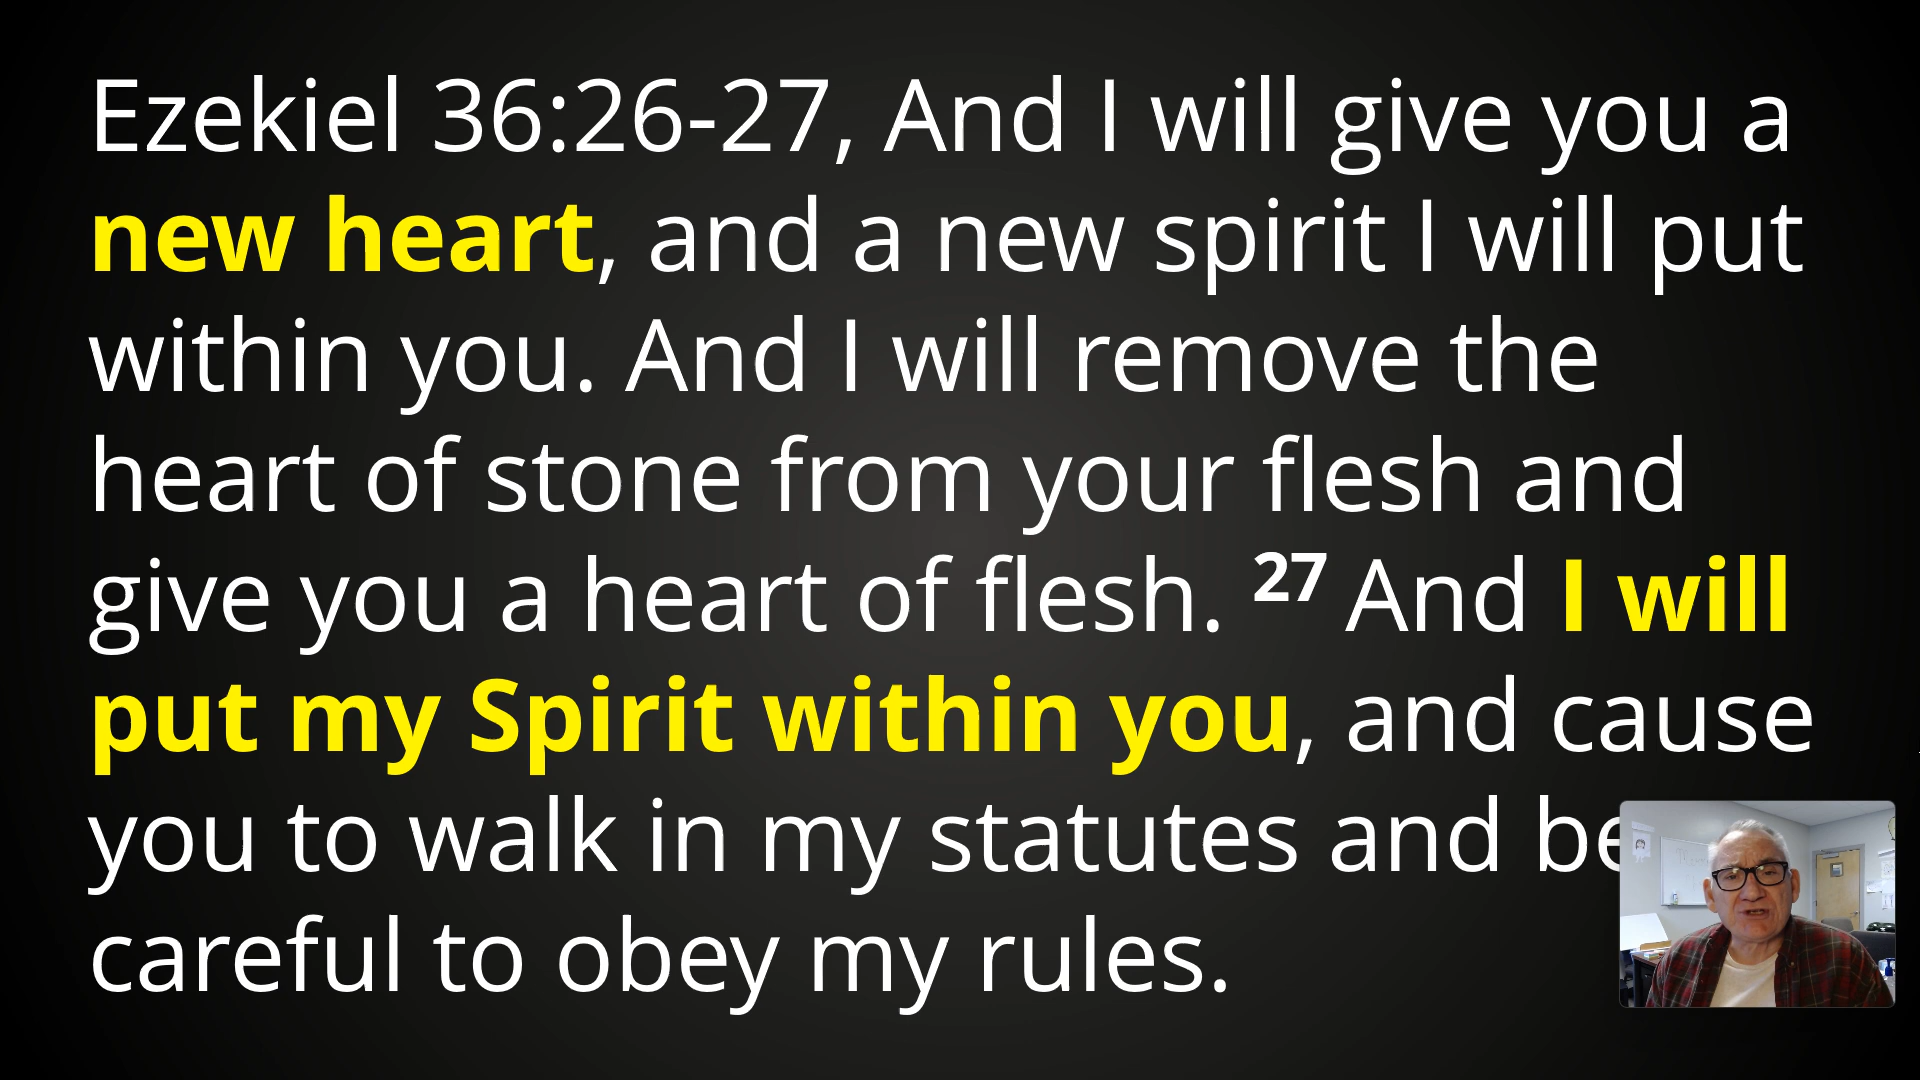 Ezekiel 36:26-27, And I will give you a
new heart, and a new spirit I will put
within you. And I will remove the
heart of stone from your flesh and
give you a heart of flesh. 27 And I will
put my Spirit within you, and cause
you to walk in my statutes and be
careful to obey my rules.